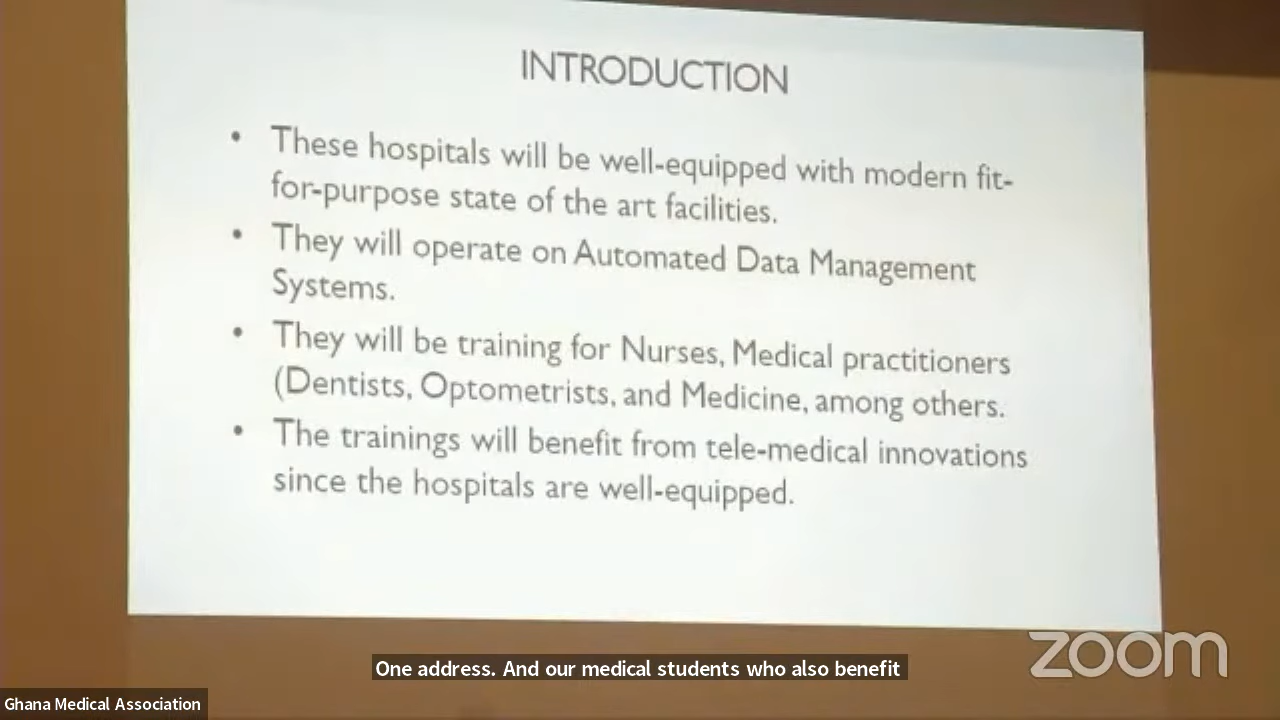 INTRODUCTION
• These hospitals will be well-equipped with modern fit-
for-purpose state of the art facilities.
• They will operate on Automated Data Management
Systems.
• They will be training for Nurses, Medical practitioners
(Dentists, Optometrists, and Medicine, among others.
• The trainings will benefit from tele-medical innovations
since the hospitals are well-equipped.
zoom
One address. And our medical students who also benefit
Ghana Medical Association